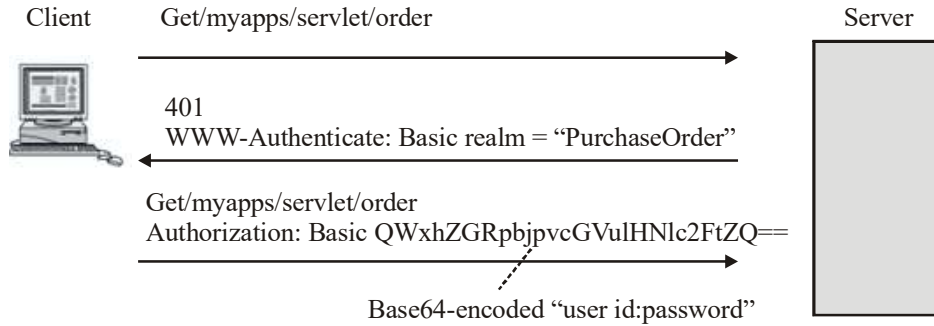 Client
Get/myapps/servlet/order
Server
401
WWW-Authenticate: Basic realm = “PurchaseOrder”
Get/myapps/servlet/order
Authorization: Basic QWxhZGRpbjpvcGVulHNlc2FtZQ==
Base64-encoded “user id:password”